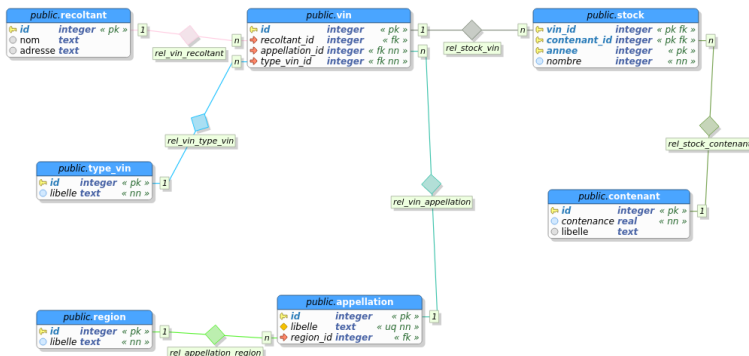 public.recoltant
id integer « pk »
nom text
adresse text
1
n
rel_vin_recoltant
public.vin
id integer « pk »
recoltant_id integer « fk »
appellation_id integer « fk nn »
type_vin_id integer « fk nn »
1
n
n
n
rel_stock_vin
public.stock
vin_id integer « pk fk »
contenant_id integer « pk fk »
annee integer « pk »
nombre integer « nn »
n
rel_vin_type_vin
rel_stock_contenant
public.type_vin
id integer « pk »
libelle text « nn »
1
rel_vin_appellation
public.contenant
id integer « pk »
contenance real « nn »
libelle text
1
public.region
id integer « pk »
libelle text « nn »
1
n
rel_appellation_region
public.appellation
id integer « pk »
libelle text « uq nn »
region_id integer « fk »
1